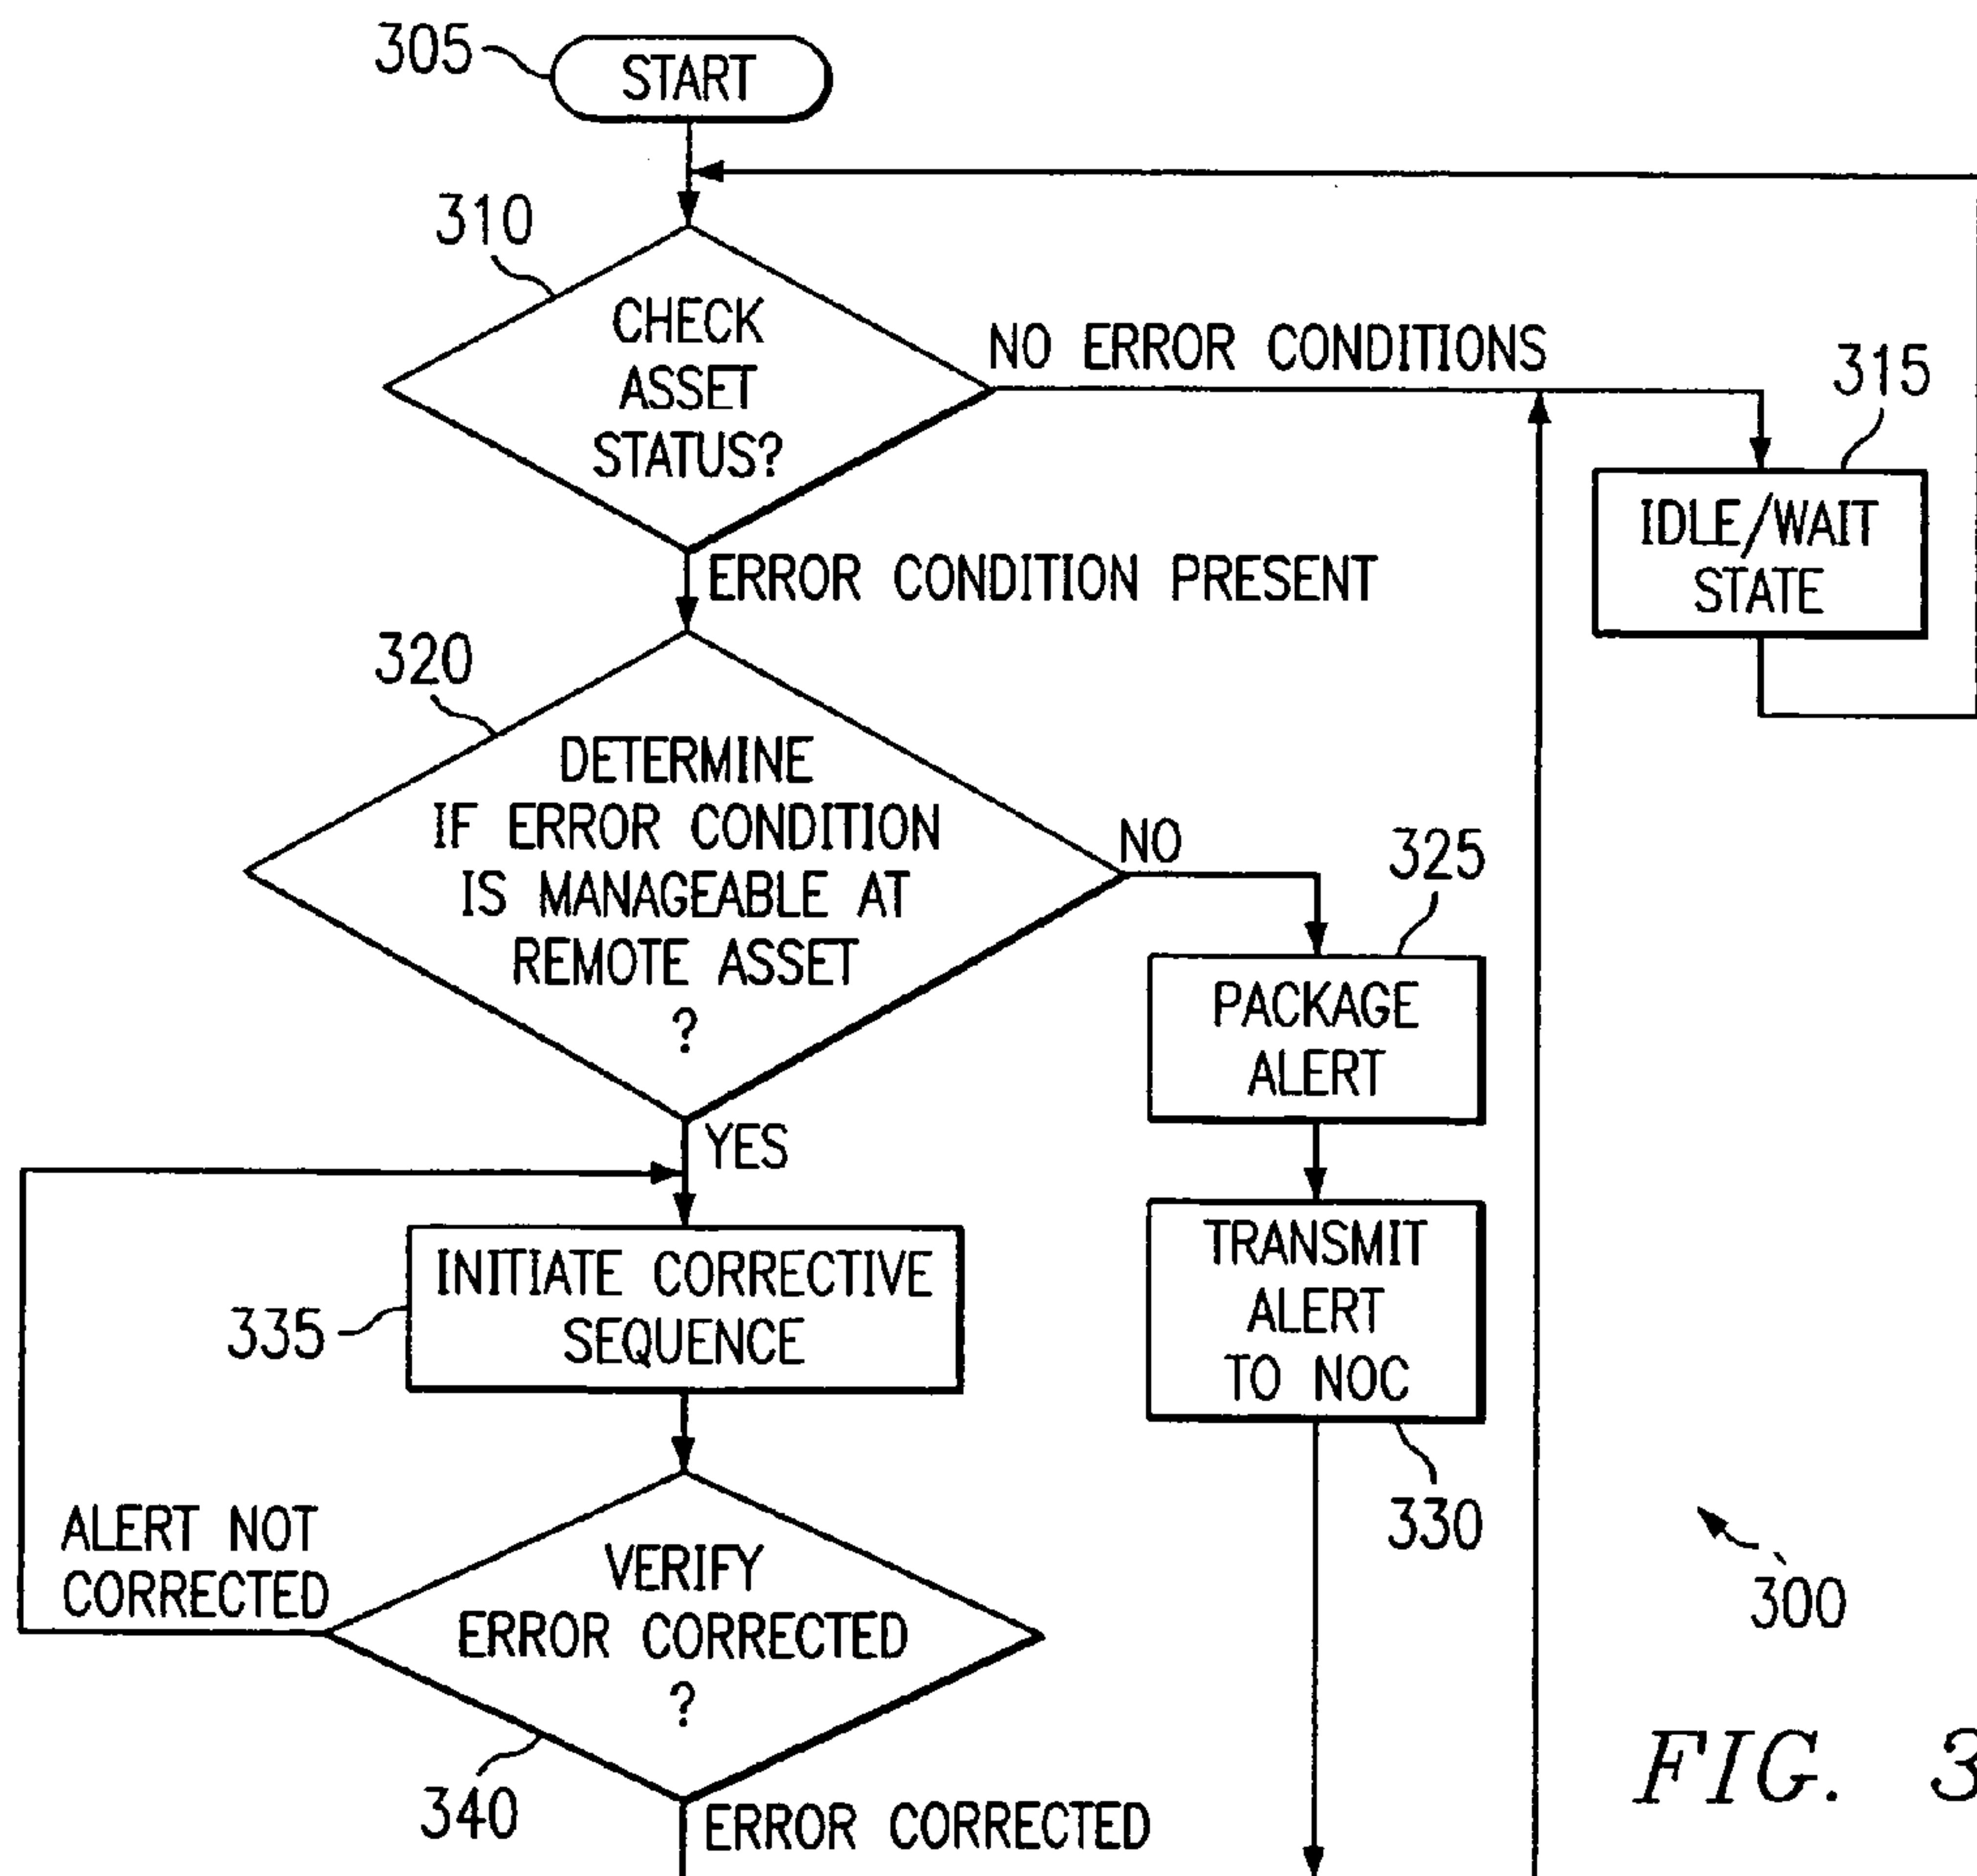 305
START
310
CHECK
ASSET
STATUS?
NO ERROR CONDITIONS
315
IDLE/WAIT
STATE
ERROR CONDITION PRESENT
320
DETERMINE
IF ERROR CONDITION
IS MANAGEABLE AT
REMOTE ASSET
?
NO
325
PACKAGE
ALERT
YES
335
INITIATE CORRECTIVE
SEQUENCE
TRANSMIT
ALERT
TO NOC
330
ALERT NOT
CORRECTED
VERIFY
ERROR CORRECTED
?
340
ERROR CORRECTED
300
FIG. 3